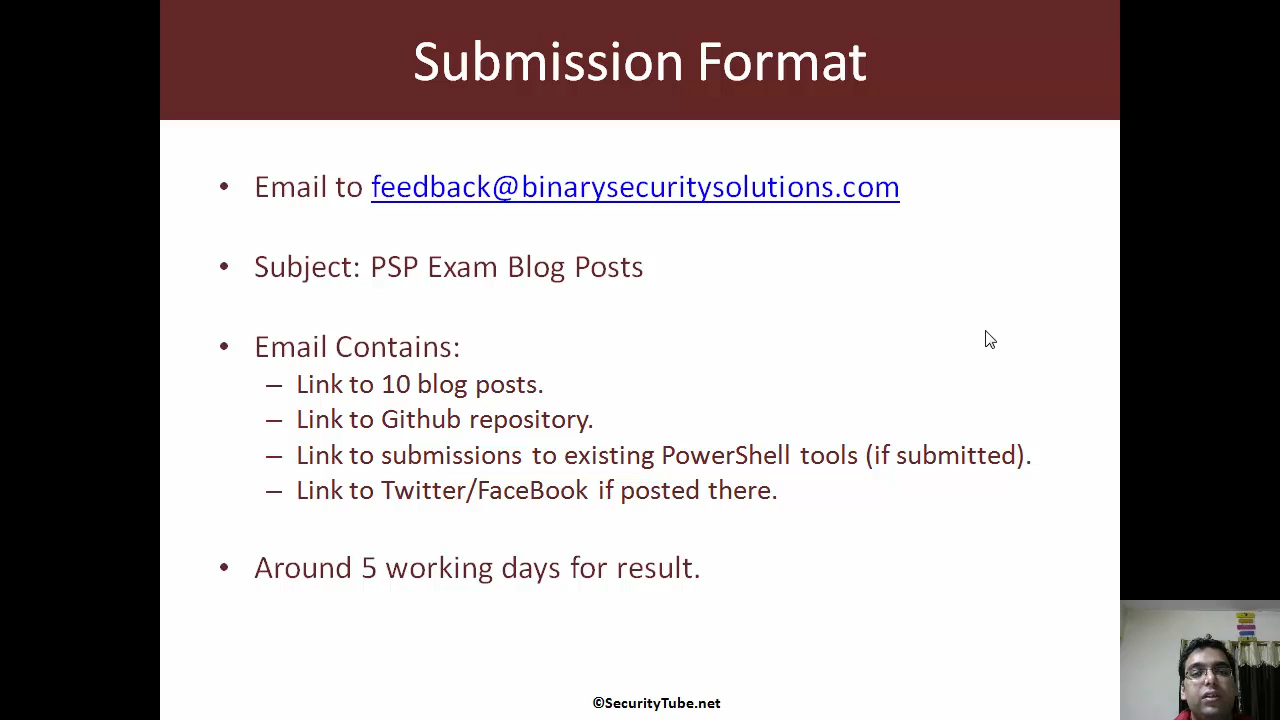 Submission Format
• Email to feedback@binarysecuritysolutions.com
• Subject: PSP Exam Blog Posts
• Email Contains:
– Link to 10 blog posts.
– Link to Github repository.
– Link to submissions to existing PowerShell tools (if submitted).
– Link to Twitter/FaceBook if posted there.
• Around 5 working days for result.
©SecurityTube.net